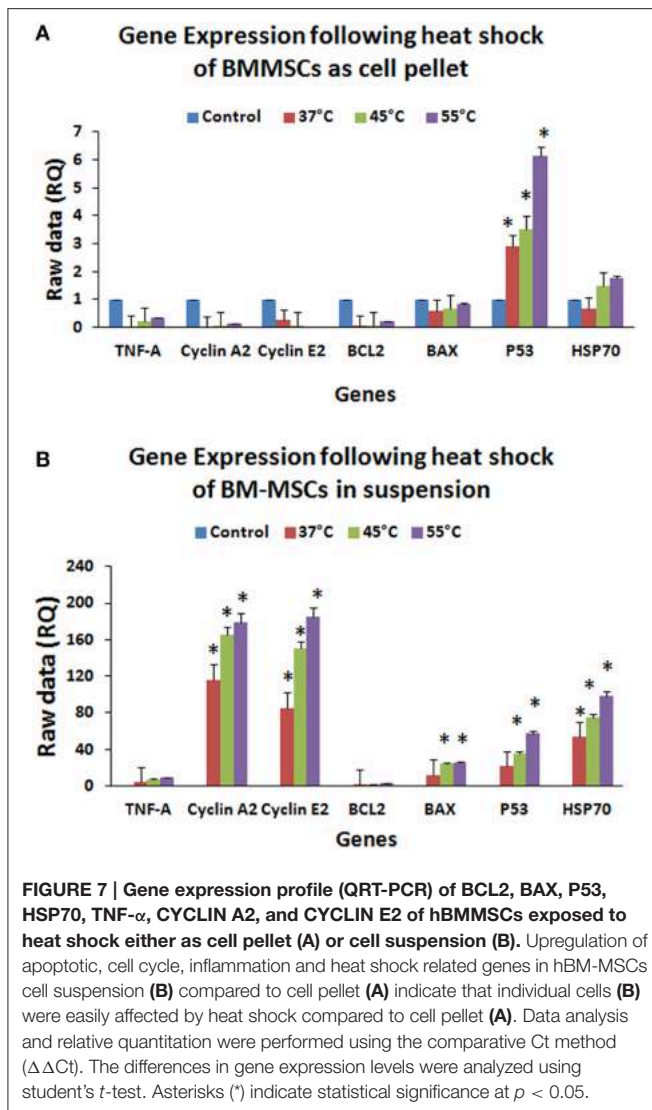 A
Gene Expression following heat shock
of BMMSCs as cell pellet
Control 37°C 45°C 55°C
Raw data (RQ)
7
6
5
4
3
2
1
0
* * *
TNF-A Cyclin A2 Cyclin E2 BCL2 BAX P53 HSP70
Genes
B
Gene Expression following heat shock
of BM-MSCs in suspension
Control 37°C 45°C 55°C
Raw data (RQ)
240
200
160
120
80
40
0
* * * * * * * * * * * * *
TNF-A Cyclin A2 Cyclin E2 BCL2 BAX P53 HSP70
Genes
FIGURE 7 | Gene expression profile (QRT-PCR) of BCL2, BAX, P53,
HSP70, TNF-α, CYCLIN A2, and CYCLIN E2 of hBMMSCs exposed to
heat shock either as cell pellet (A) or cell suspension (B). Upregulation of
apoptotic, cell cycle, inflammation and heat shock related genes in hBM-MSCs
cell suspension (B) compared to cell pellet (A) indicate that individual cells (B)
were easily affected by heat shock compared to cell pellet (A). Data analysis
and relative quantitation were performed using the comparative Ct method
(ΔΔCt). The differences in gene expression levels were analyzed using
student's t-test. Asterisks (*) indicate statistical significance at p < 0.05.